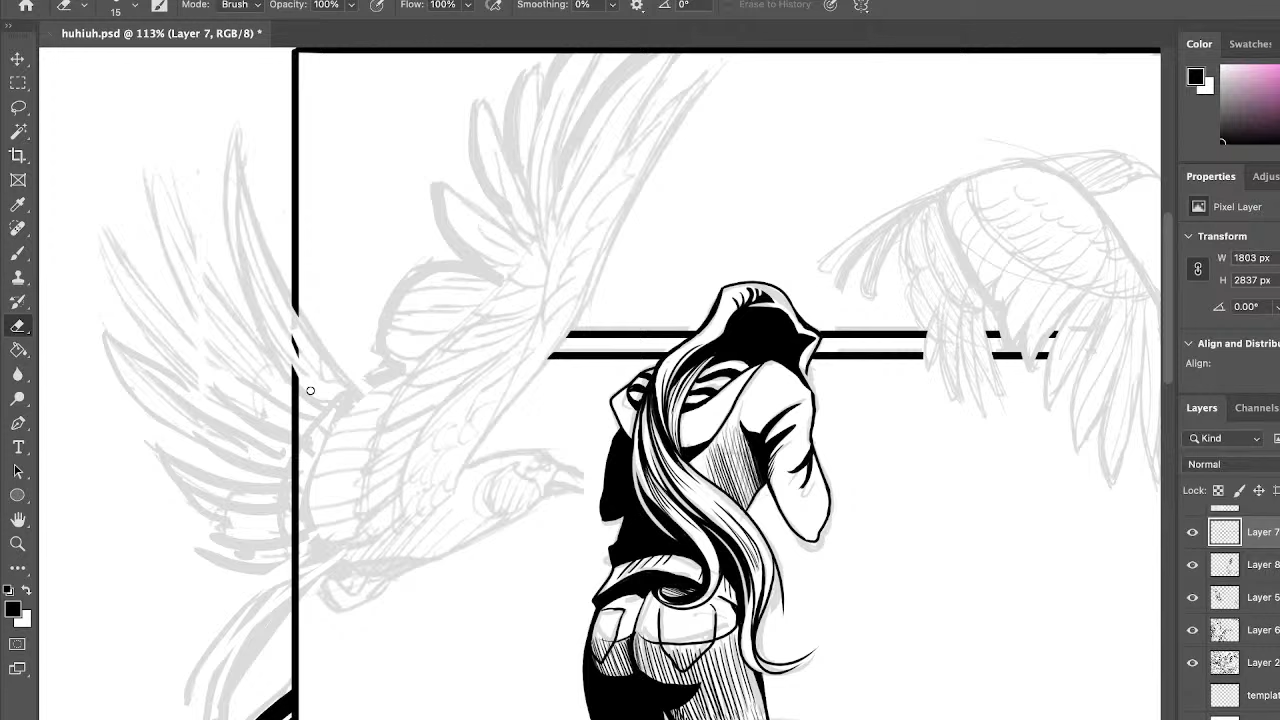 15 Mode: Brush Opacity: 100% Flow: 100% Smoothing: 0% 0° Erase to History
huhiuh.psd @ 113% (Layer 7, RGB/8) *
Color Swatches
Properties Adjus
Pixel Layer
Transform
W 1803 px
H 2837 px
0.00°
Align and Distribu
Align:
Layers Channels
Kind
Normal
Lock:
Layer 7
Layer 8
Layer 5
Layer 6
Layer 2
templat